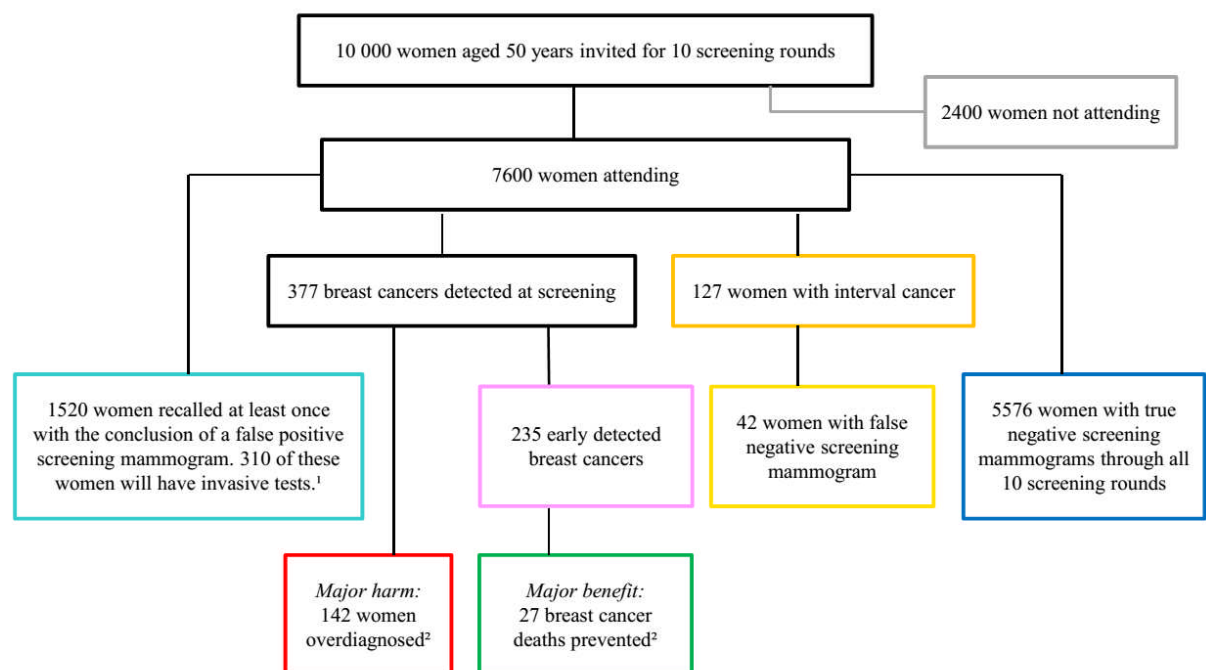 10 000 women aged 50 years invited for 10 screening rounds
2400 women not attending
7600 women attending
377 breast cancers detected at screening
127 women with interval cancer
1520 women recalled at least once
with the conclusion of a false positive
screening mammogram. 310 of these
women will have invasive tests.¹
235 early detected
breast cancers
42 women with false
negative screening
mammogram
5576 women with true
negative screening
mammograms through all
10 screening rounds
Major harm:
142 women
overdiagnosed²
Major benefit:
27 breast cancer
deaths prevented²